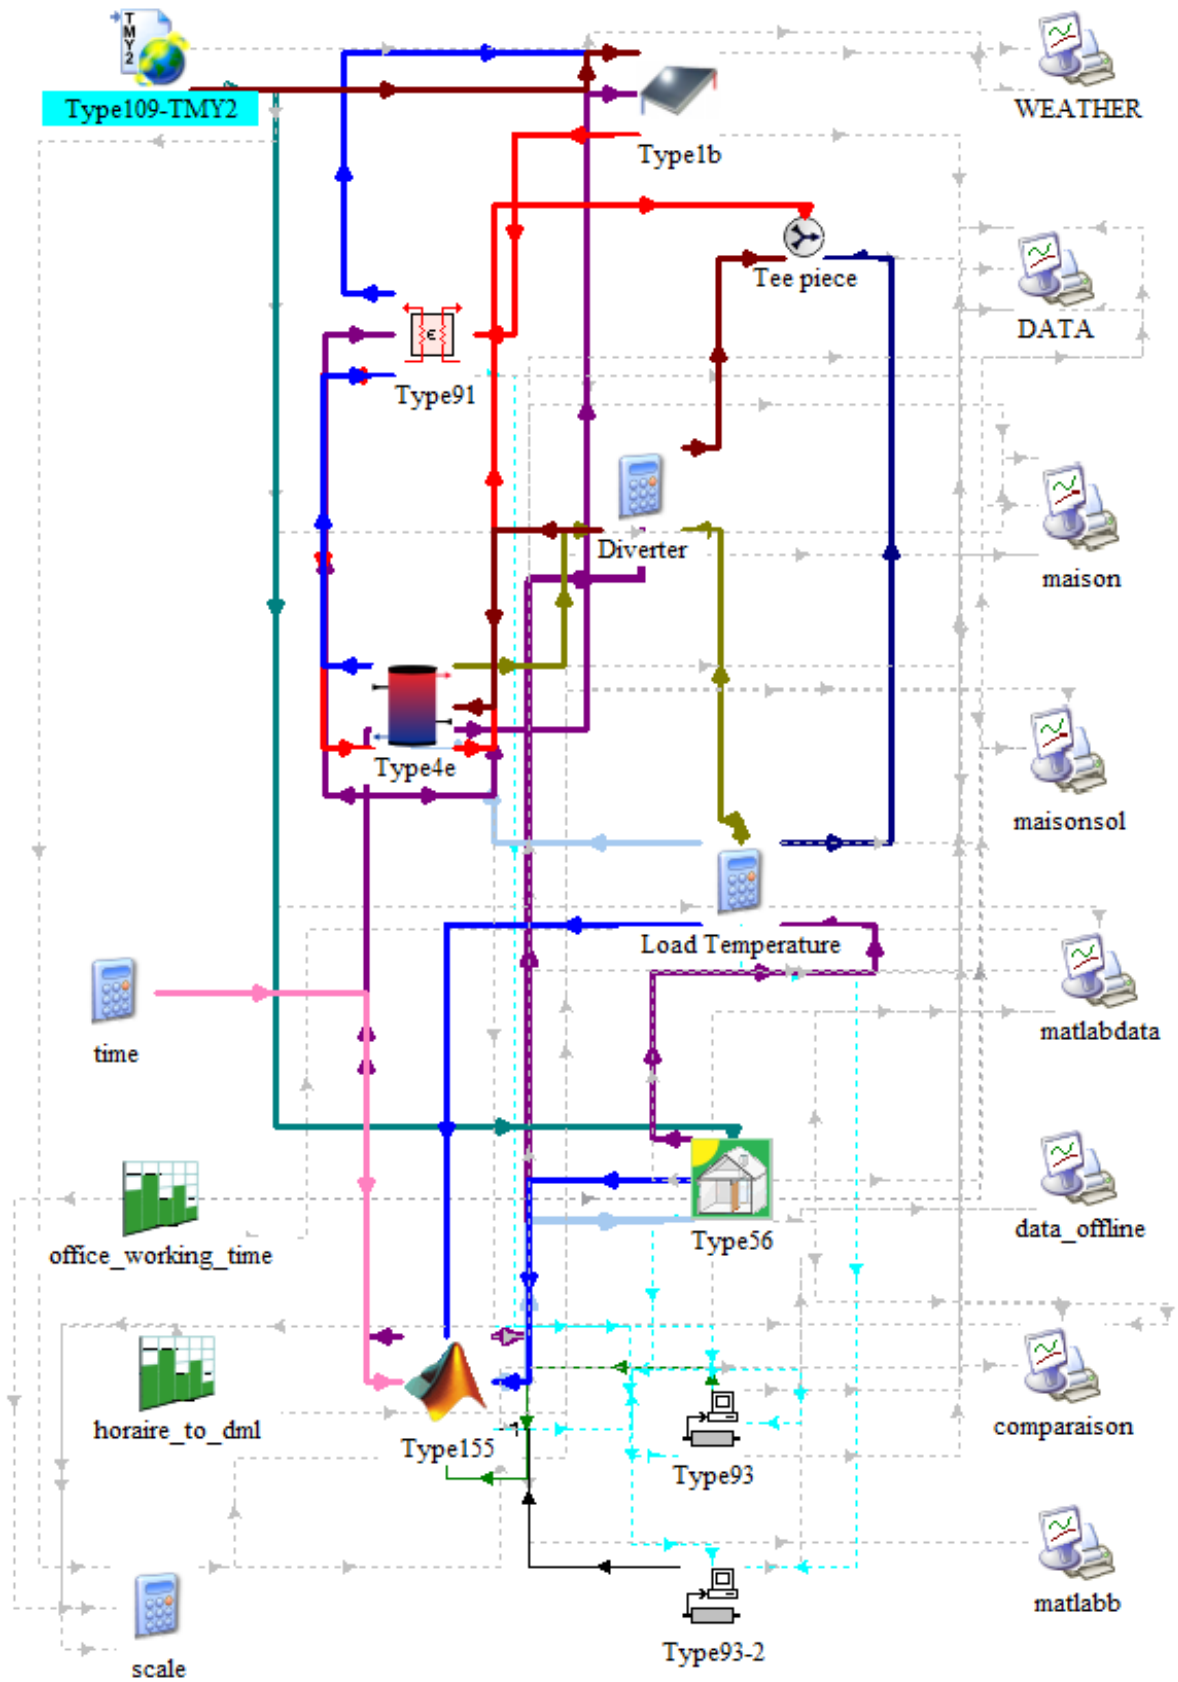 TMY2
Type109-TMY2
WEATHER
Type1b
Tee piece
DATA
ε
Type91
Diverter
maison
Type4e
maisonsol
Load Temperature
time
matlabdata
office_working_time
Type56
data_offline
horaire_to_dml
Type155
Type93
comparaison
matlabb
scale
Type93-2